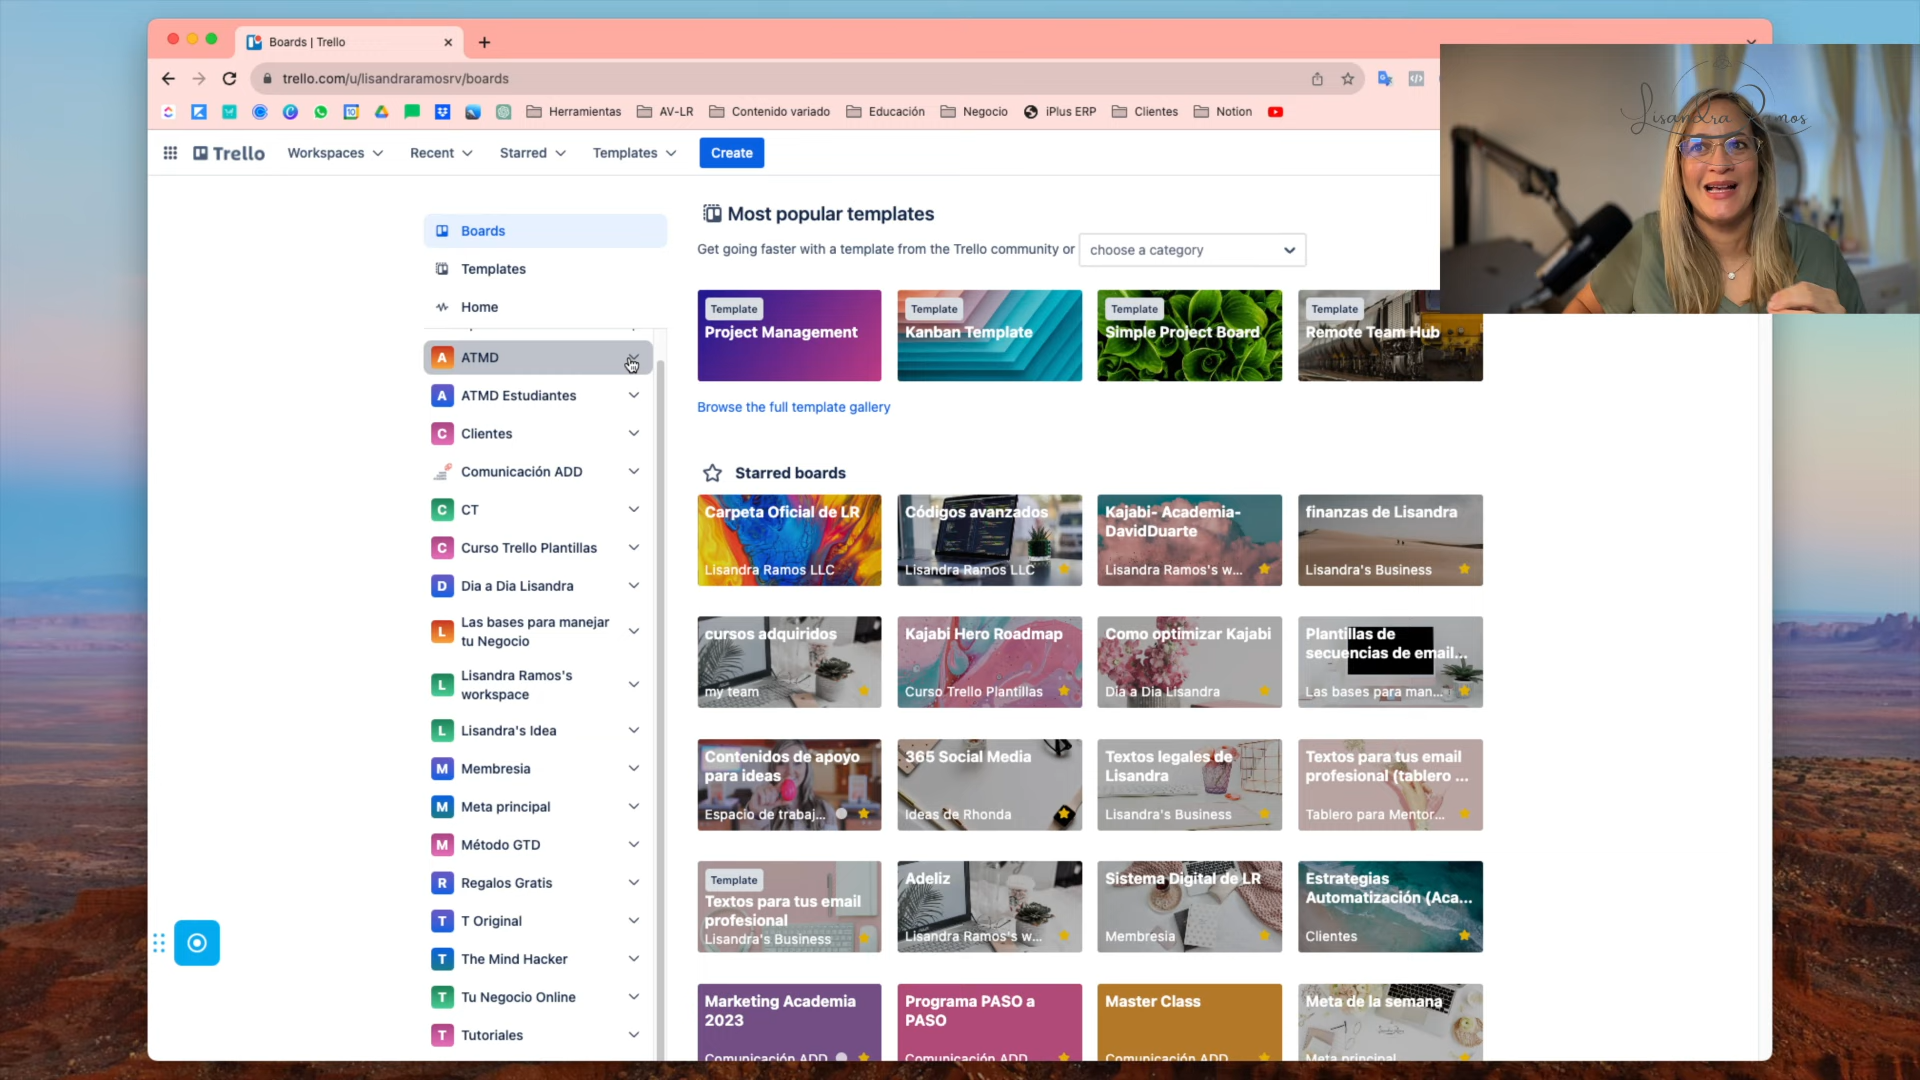 Boards | Trello
trello.com/u/lisandraramosrv/boards
Herramientas
AV-LR
Contenido variado
Educación
Negocio
iPlus ERP
Clientes
Notion
Lisandra Ramos
Trello
Workspaces
Recent
Starred
Templates
Create
Boards
Templates
Home
A ATMD
A ATMD Estudiantes
C Clientes
Comunicación ADD
C CT
C Curso Trello Plantillas
D Dia a Dia Lisandra
L Las bases para manejar
tu Negocio
L Lisandra Ramos's
workspace
L Lisandra's Idea
M Membresia
M Meta principal
M Método GTD
R Regalos Gratis
T T Original
T The Mind Hacker
T Tu Negocio Online
T Tutoriales
Most popular templates
Get going faster with a template from the Trello community or choose a category
Template
Project Management
Template
Kanban Template
Template
Simple Project Board
Template
Remote Team Hub
Browse the full template gallery
Starred boards
Carpeta Oficial de LR
Lisandra Ramos LLC
Códigos avanzados
Lisandra Ramos LLC
Kajabi- Academia-
DavidDuarte
Lisandra Ramos's w...
finanzas de Lisandra
Lisandra's Business
cursos adquiridos
my team
Kajabi Hero Roadmap
Curso Trello Plantillas
Como optimizar Kajabi
Dia a Dia Lisandra
Plantillas de
secuencias de email...
Las bases para man...
Contenidos de apoyo
para ideas
Espacio de trabaj...
365 Social Media
Ideas de Rhonda
Textos legales de
Lisandra
Lisandra's Business
Textos para tus email
profesional (tablero ...
Tablero para Mentor...
Template
Textos para tus email
profesional
Lisandra's Business
Adeliz
Lisandra Ramos's w...
Sistema Digital de LR
Membresia
Estrategias
Automatización (Aca...
Clientes
Marketing Academia
2023
Comunicación ADD
Programa PASO a
PASO
Comunicación ADD
Master Class
Comunicación ADD
Meta de la semana
Meta principal